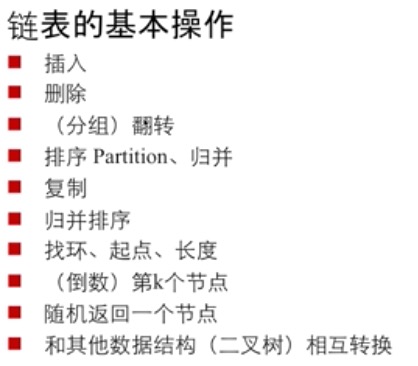 链表的基本操作
插入
删除
（分组）翻转
排序 Partition、归并
复制
归并排序
找环、起点、长度
（倒数）第k个节点
随机返回一个节点
和其他数据结构（二叉树）相互转换